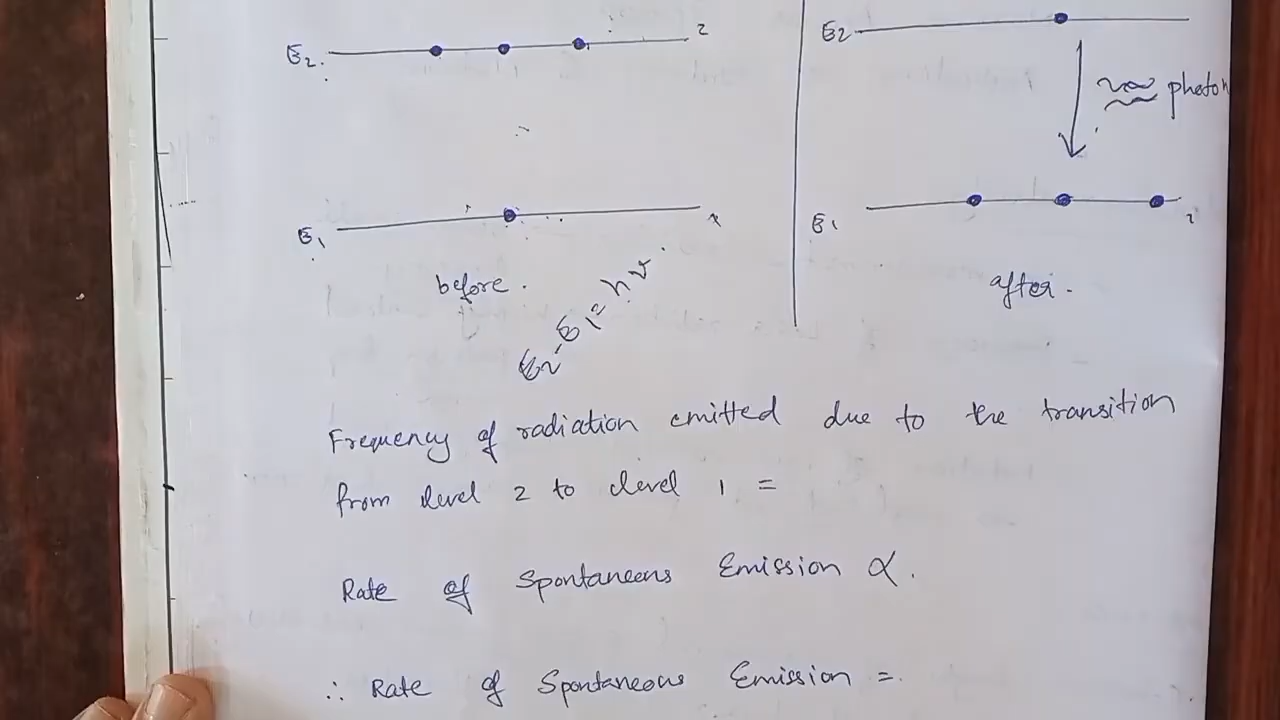 E2. 2
E2 photon
E1 1
E1 1
before.
after.
E2-E1=hν.
Frequency of radiation emitted due to the transition
from level 2 to level 1 =
Rate of Spontaneous Emission α.
∴ Rate of Spontaneous Emission =.